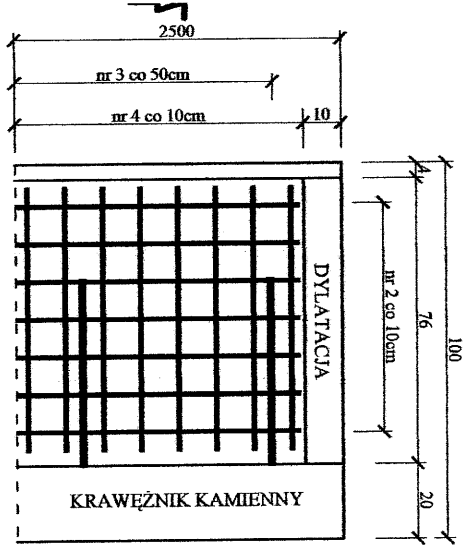 2500
nr 3 co 50cm
nr 4 co 10cm
10
4
DYLATACJA
nr 2 co 10cm
76
100
KRAWĘŻNIK KAMIENNY
20